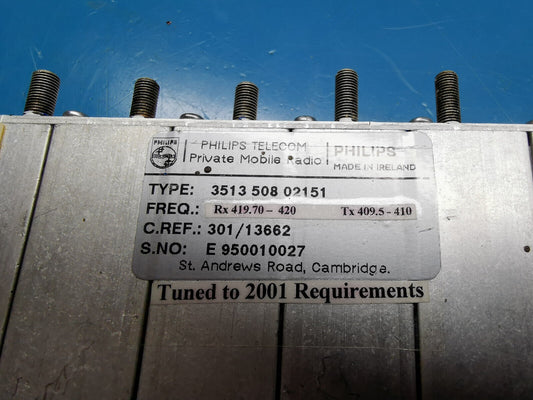 PHILIPS
PHILIPS TELECOM
Private Mobile Radio
PHILIPS
MADE IN IRELAND
TYPE: 3513 508 02151
FREQ.: Rx 419.70 - 420 Tx 409.5 - 410
C.REF.: 301/13662
S.NO: E 950010027
St. Andrews Road, Cambridge.
Tuned to 2001 Requirements